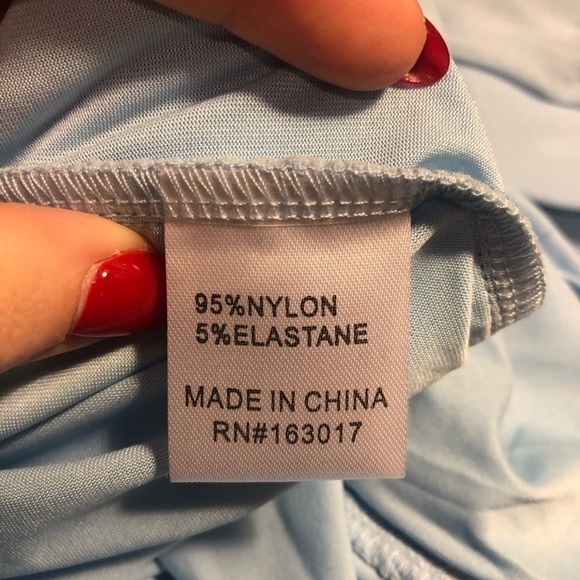 95%NYLON
5%ELASTANE
MADE IN CHINA
RN#163017